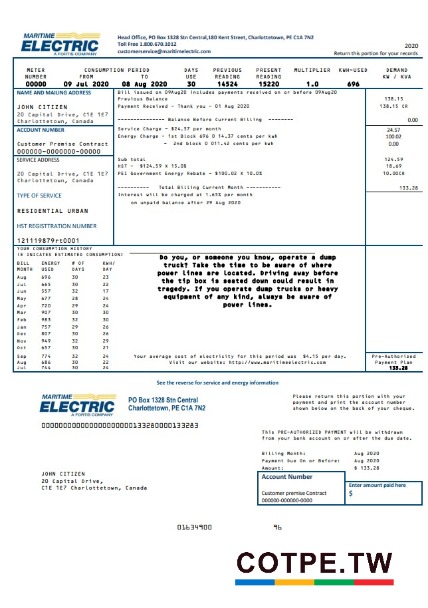 MARITIME
ELECTRIC
A FORTIS COMPANY
Head Office, PO Box 1328 Stn Central,180 Kent Street, Charlottetown, PE C1A 7N2
Toll Free 1.800.670.1012
customerservice@maritimeelectric.com
2020
Return this portion for your records
METER NUMBER CONSUMPTION PERIOD FROM TO DAYS USE PREVIOUS READING PRESENT READING MULTIPLIER KWH-USED DEMAND KW / KVA
00000 09 Jul 2020 08 Aug 2020 30 14524 15220 1.0 696
NAME AND MAILING ADDRESS
JOHN CITIZEN
20 Capital Drive, C1E 1E7
Charlottetown, Canada
ACCOUNT NUMBER
Customer Premise Contract
000000-0000000-00000
SERVICE ADDRESS
20 Capital Drive, C1E 1E7
Charlottetown, Canada
TYPE OF SERVICE
RESIDENTIAL URBAN
HST REGISTRATION NUMBER
121119879rt0001
Bill issued on 09Aug20 includes payments received on or before 09Aug20
Previous Balance 138.15
Payment Received - Thank you - 01 Aug 2020 138.15 CR
Balance Before Current Billing 0.00
Service Charge - $24.57 per month 24.57
Energy Charge - 1st Block 696 @ 14.37 cents per kwh 100.02
- 2nd block 0 @11.42 cents per kwh 0.00
Sub total 124.59
HST - $124.59 x 15.0% 18.69
PEI Government Energy Rebate - $100.02 X 10.0% 10.00CR
Total Billing Current Month 133.28
Interest will be charged at 1.65% per month
on unpaid balance after 29 Aug 2020
YOUR CONSUMPTION HISTORY
(E INDICATES ESTIMATED CONSUMPTION)
BILL MONTH ENERGY USED # OF DAYS KWH/ DAY
Aug 696 30 23
Jul 665 30 22
Jun 557 32 17
May 677 28 24
Apr 720 29 24
Mar 907 30 30
Feb 983 32 30
Jan 757 29 26
Dec 807 30 26
Nov 949 32 29
Oct 657 30 21
Sep 774 32 24
Aug 686 30 22
Jul 744 30 24
Do you, or someone you know, operate a dump
truck? Take the time to be aware of where
power lines are located. Driving away before
the tip box is seated down could result in
tragedy. If you operate dump trucks or heavy
equipment of any kind, always be aware of
power lines.
Your average cost of electricity for this period was $4.15 per day.
Visit our website: http://www.maritimeelectric.com
Pre-Authorized
Payment Plan
133.28
See the reverse for service and energy information
MARITIME
ELECTRIC
A FORTIS COMPANY
PO Box 1328 Stn Central
Charlottetown, PE C1A 7N2
Please return this portion with your
payment and print the account number
shown below on the back of your cheque.
This PRE-AUTHORIZED PAYMENT will be withdrawn
from your bank account on or after the due date.
Billing Month: Aug 2020
Payment Due On or Before: Aug 2020
Amount: $ 133,28
Account Number
Customer premise Contract
000000-0000000-0000
Enter amount paid here
$
JOHN CITIZEN
20 Capital Drive,
C1E 1E7 Charlottetown, Canada
01634900 96
COTPE.TW